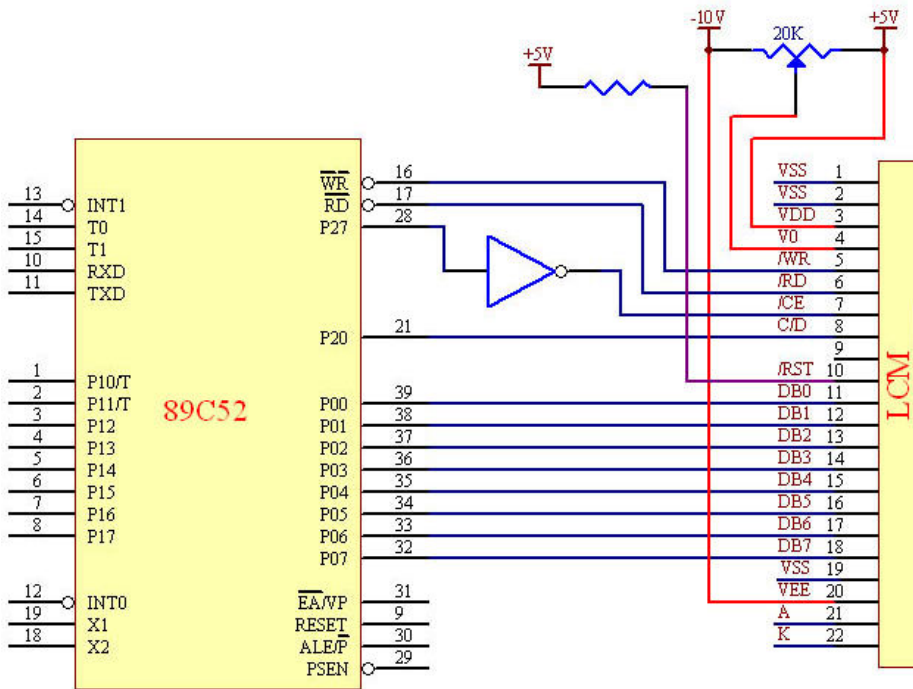 -10V
20K
+5V
+5V
89C52
13
INT1
14
T0
15
T1
10
RXD
11
TXD
1
P10/T
2
P11/T
3
P12
4
P13
5
P14
6
P15
7
P16
8
P17
12
INT0
19
X1
18
X2
WR
16
RD
17
P27
28
P20
21
P00
39
P01
38
P02
37
P03
36
P04
35
P05
34
P06
33
P07
32
EA/VP
31
RESET
9
ALE/P
30
PSEN
29
VSS 1
VSS 2
VDD 3
V0 4
/WR 5
/RD 6
/CE 7
C/D 8
9
/RST 10
DB0 11
DB1 12
DB2 13
DB3 14
DB4 15
DB5 16
DB6 17
DB7 18
VSS 19
VEE 20
A 21
K 22
LCM